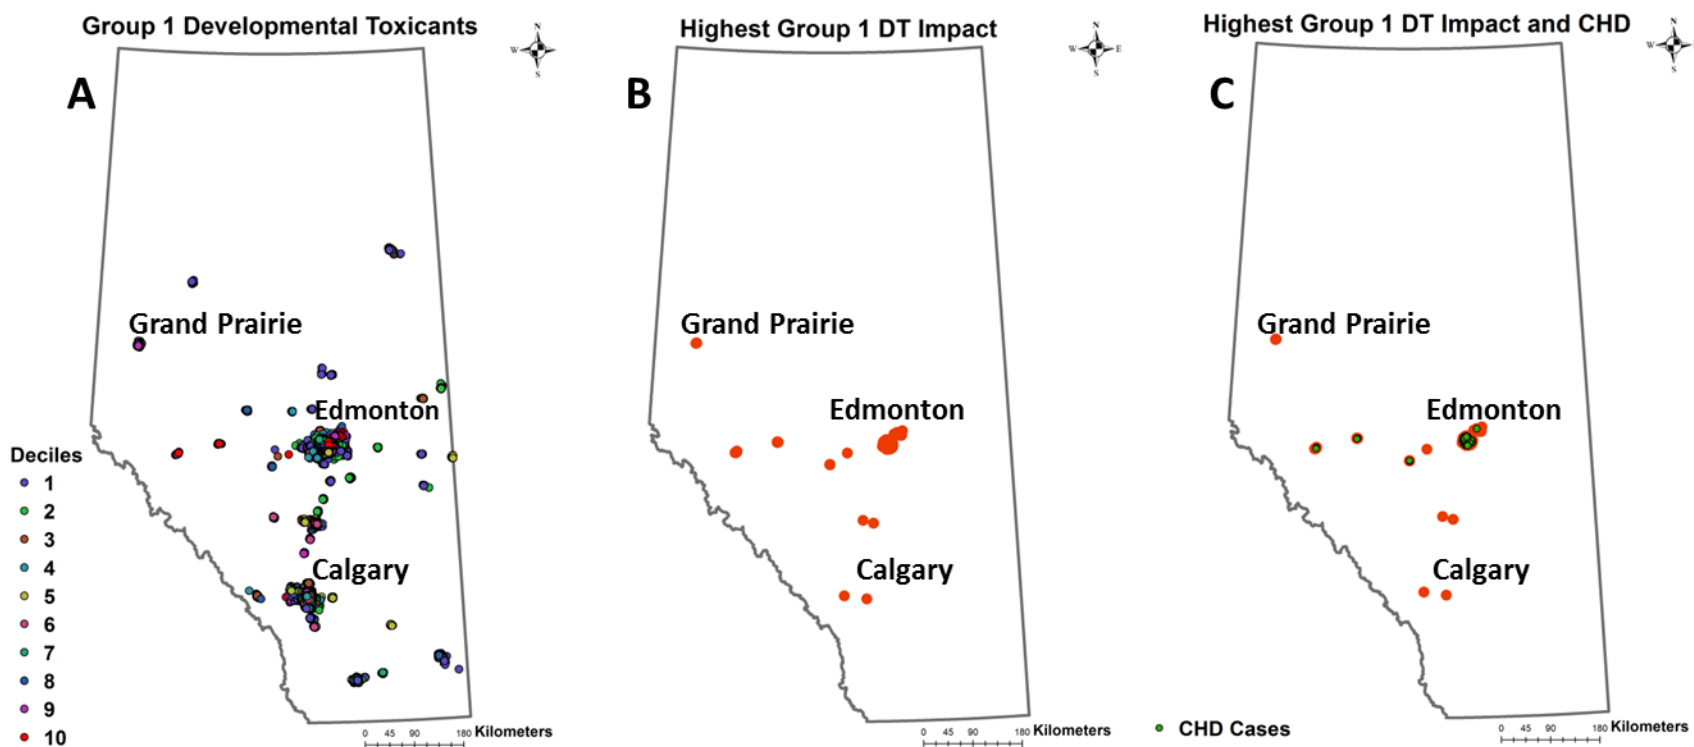 Group 1 Developmental Toxicants
N
W
S
A
Grand Prairie
Edmonton
Calgary
Deciles
1
2
3
4
5
6
7
8
9
10
0 45 90 180 Kilometers
Highest Group 1 DT Impact
N
W E
S
B
Grand Prairie
Edmonton
Calgary
0 45 90 180 Kilometers
Highest Group 1 DT Impact and CHD
N
W
S
C
Grand Prairie
Edmonton
Calgary
CHD Cases
0 45 90 180 Kilometers